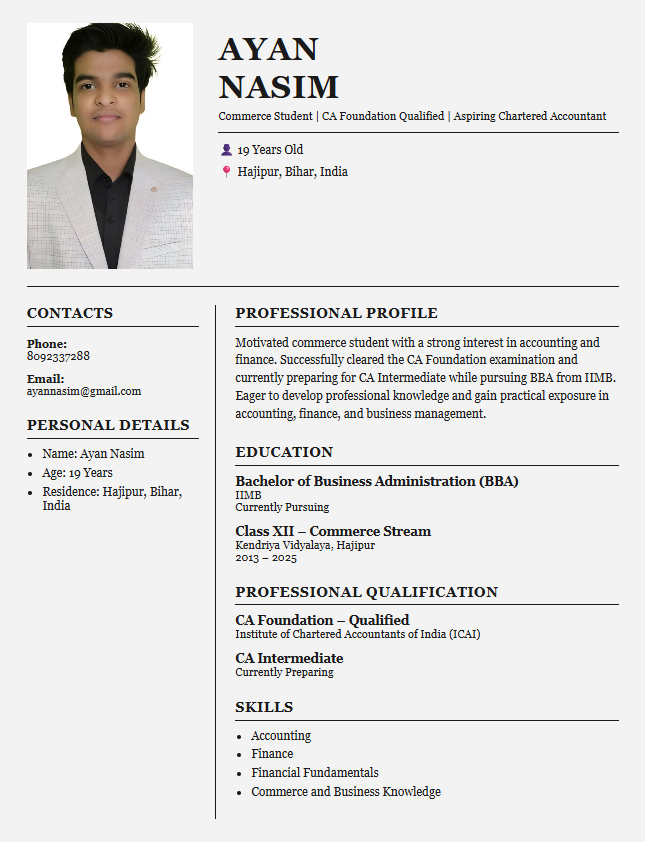 AYAN
NASIM
Commerce Student | CA Foundation Qualified | Aspiring Chartered Accountant
19 Years Old
Hajipur, Bihar, India
CONTACTS
Phone:
8092337288
Email:
ayannasim@gmail.com
PERSONAL DETAILS
• Name: Ayan Nasim
• Age: 19 Years
• Residence: Hajipur, Bihar,
India
PROFESSIONAL PROFILE
Motivated commerce student with a strong interest in accounting and
finance. Successfully cleared the CA Foundation examination and
currently preparing for CA Intermediate while pursuing BBA from IIMB.
Eager to develop professional knowledge and gain practical exposure in
accounting, finance, and business management.
EDUCATION
Bachelor of Business Administration (BBA)
IIMB
Currently Pursuing
Class XII – Commerce Stream
Kendriya Vidyalaya, Hajipur
2013 – 2025
PROFESSIONAL QUALIFICATION
CA Foundation – Qualified
Institute of Chartered Accountants of India (ICAI)
CA Intermediate
Currently Preparing
SKILLS
• Accounting
• Finance
• Financial Fundamentals
• Commerce and Business Knowledge